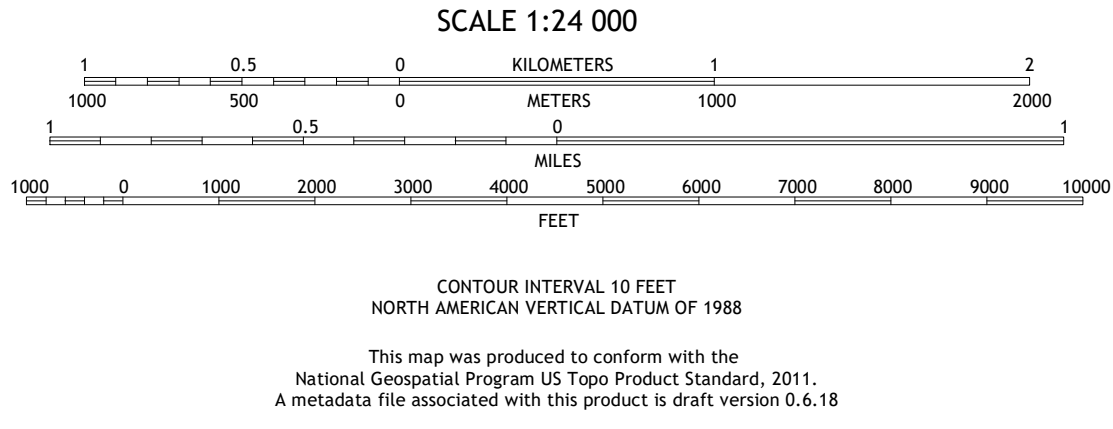 SCALE 1:24 000
1 0.5 0 KILOMETERS 1 2
1000 500 0 METERS 1000 2000
1 0.5 0 1
MILES
1000 0 1000 2000 3000 4000 5000 6000 7000 8000 9000 10000
FEET
CONTOUR INTERVAL 10 FEET
NORTH AMERICAN VERTICAL DATUM OF 1988
This map was produced to conform with the
National Geospatial Program US Topo Product Standard, 2011.
A metadata file associated with this product is draft version 0.6.18